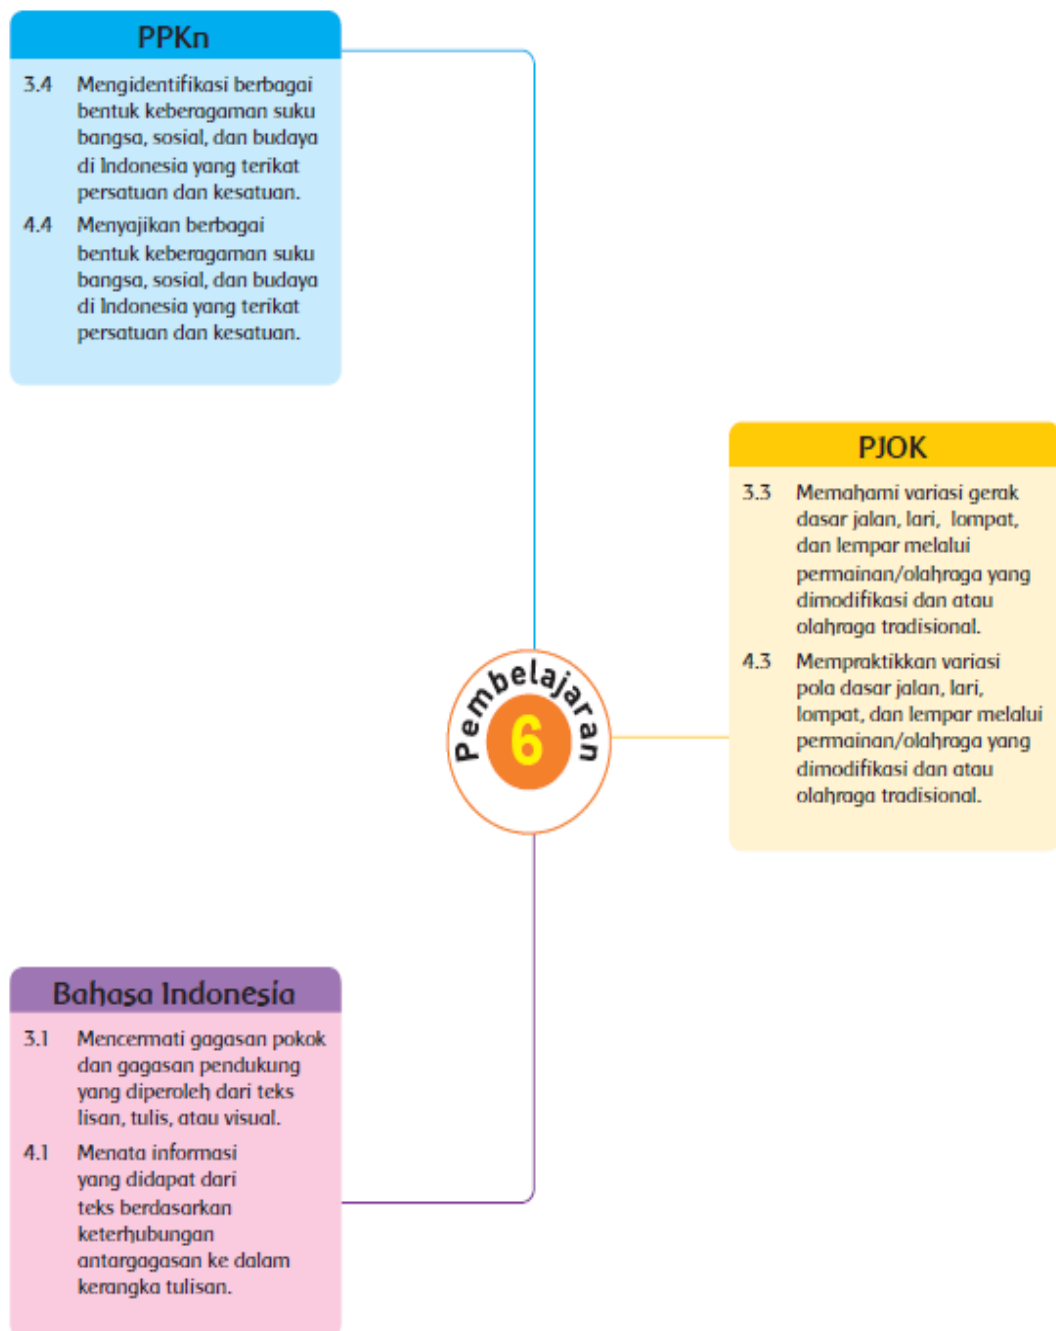 PPKn
3.4 Mengidentifikasi berbagai
bentuk keberagaman suku
bangsa, sosial, dan budaya
di Indonesia yang terikat
persatuan dan kesatuan.
4.4 Menyajikan berbagai
bentuk keberagaman suku
bangsa, sosial, dan budaya
di Indonesia yang terikat
persatuan dan kesatuan.
PJOK
3.3 Memahami variasi gerak
dasar jalan, lari, lompat,
dan lempar melalui
permainan/olahraga yang
dimodifikasi dan atau
olahraga tradisional.
4.3 Mempraktikkan variasi
pola dasar jalan, lari,
lompat, dan lempar melalui
permainan/olahraga yang
dimodifikasi dan atau
olahraga tradisional.
Pembelajaran
6
Bahasa Indonesia
3.1 Mencermati gagasan pokok
dan gagasan pendukung
yang diperoleh dari teks
lisan, tulis, atau visual.
4.1 Menata informasi
yang didapat dari
teks berdasarkan
keterhubungan
antargagasan ke dalam
kerangka tulisan.